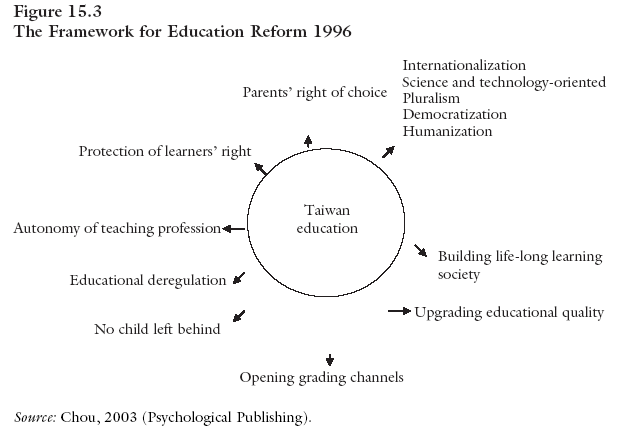 Figure 15.3
The Framework for Education Reform 1996
Internationalization
Science and technology-oriented
Pluralism
Democratization
Humanization
Parents' right of choice
Protection of learners' right
Taiwan
education
Autonomy of teaching profession
Building life-long learning
society
Educational deregulation
Upgrading educational quality
No child left behind
Opening grading channels
Source: Chou, 2003 (Psychological Publishing).